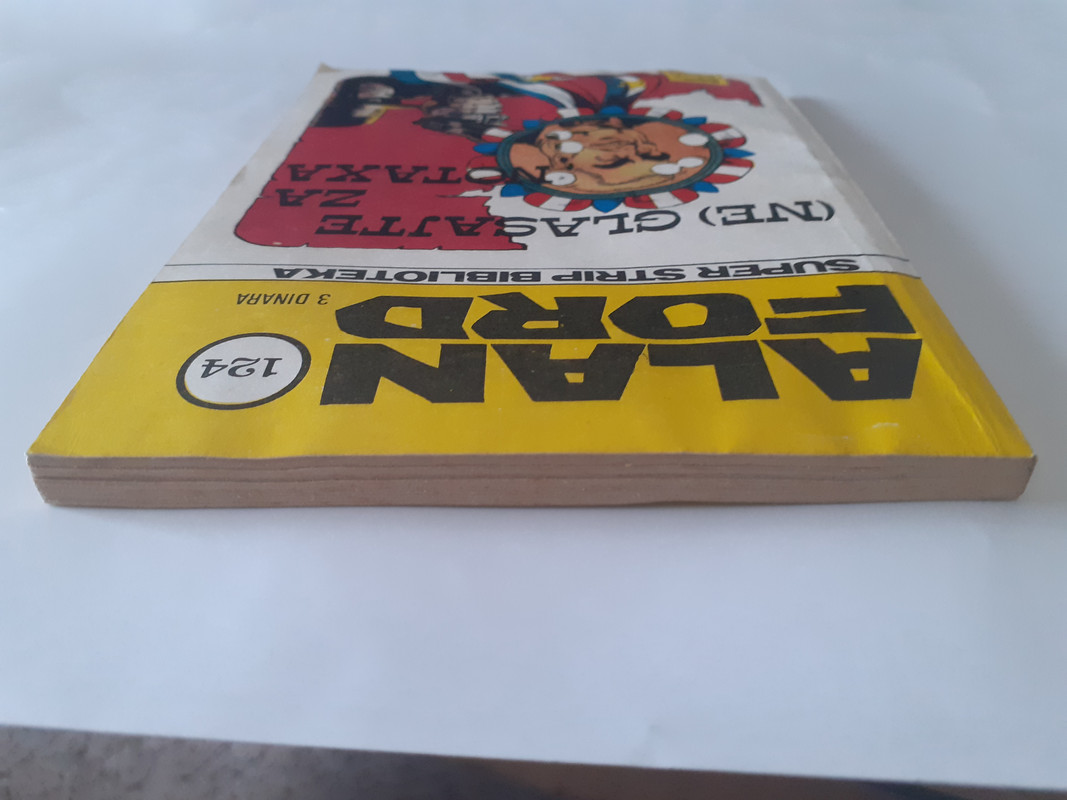 ALAN
FORD
124
3 DINARA
SUPER STRIP BIBLIOTEKA
(NE) GLASAJTE
ZA
NOTAXA